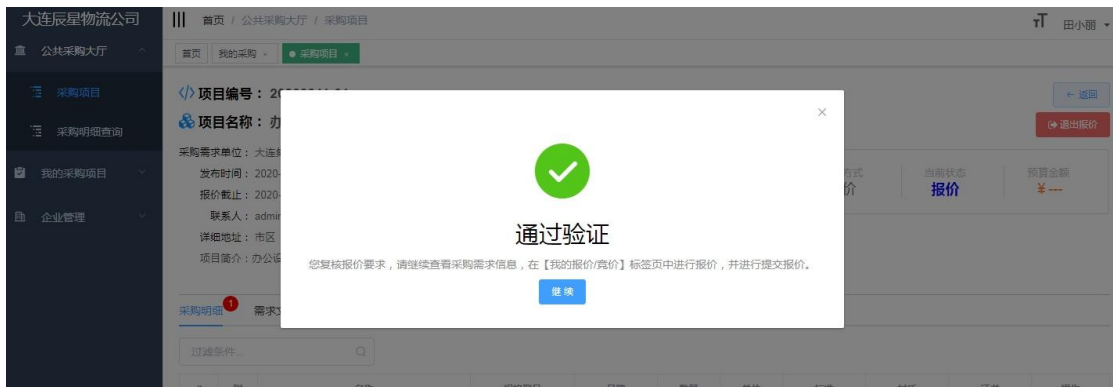 大连辰星物流公司
首页 / 公共采购大厅 / 采购项目
田小丽
公共采购大厅
首页 我的采购 × ● 采购项目 ×
采购项目
采购明细查询
我的采购项目
企业管理
项目编号：
← 返回
项目名称：
退出报价
采购需求单位：大连
发布时间：2020-
报价截止：2020-
联系人：admin
详细地址：市区
项目简介：办公
当前状态
报价
预算金额
¥ ---
×
通过验证
您复核报价要求，请继续查看采购需求信息，在【我的报价/竞价】标签页中进行报价，并进行提交报价。
继 续
采购明细 1 需求
过滤条件...